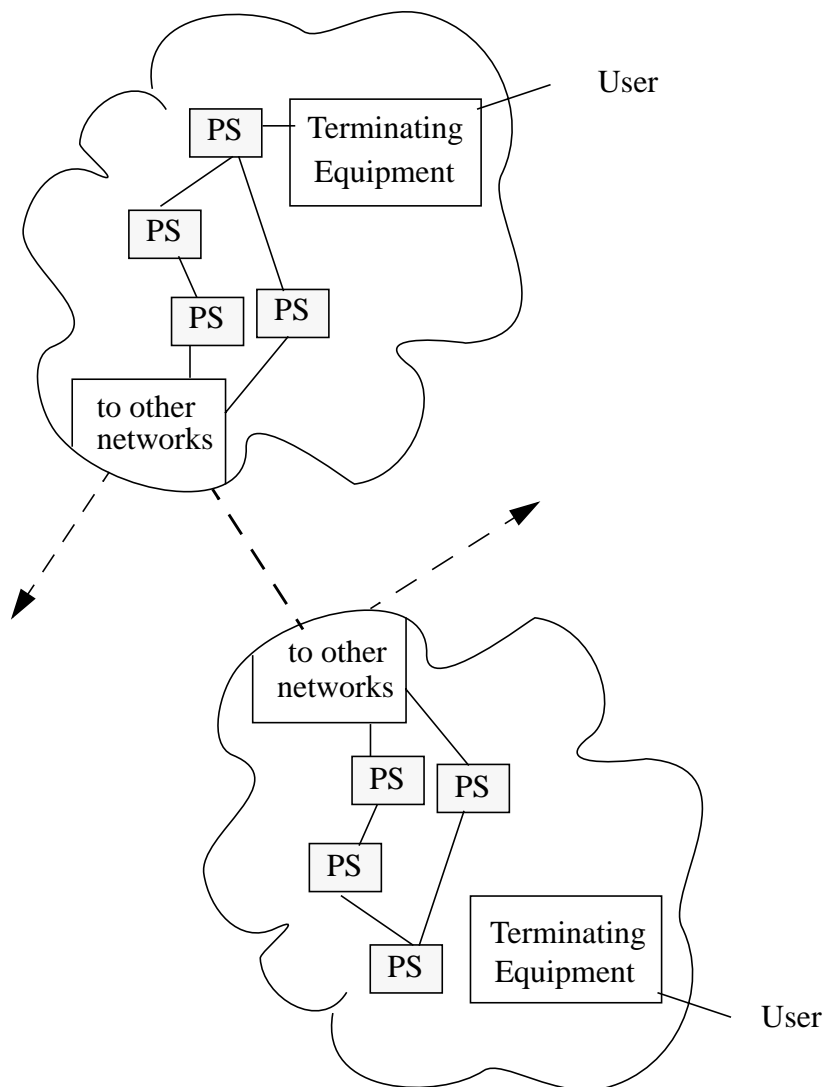 User
PS
Terminating
Equipment
PS
PS
PS
to other
networks
to other
networks
PS
PS
PS
Terminating
Equipment
PS
User